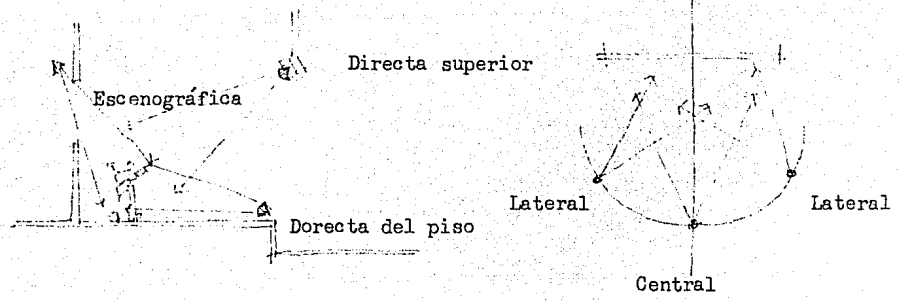 Directa superior
Escenográfica
Lateral
Lateral
Dorecta del piso
Central